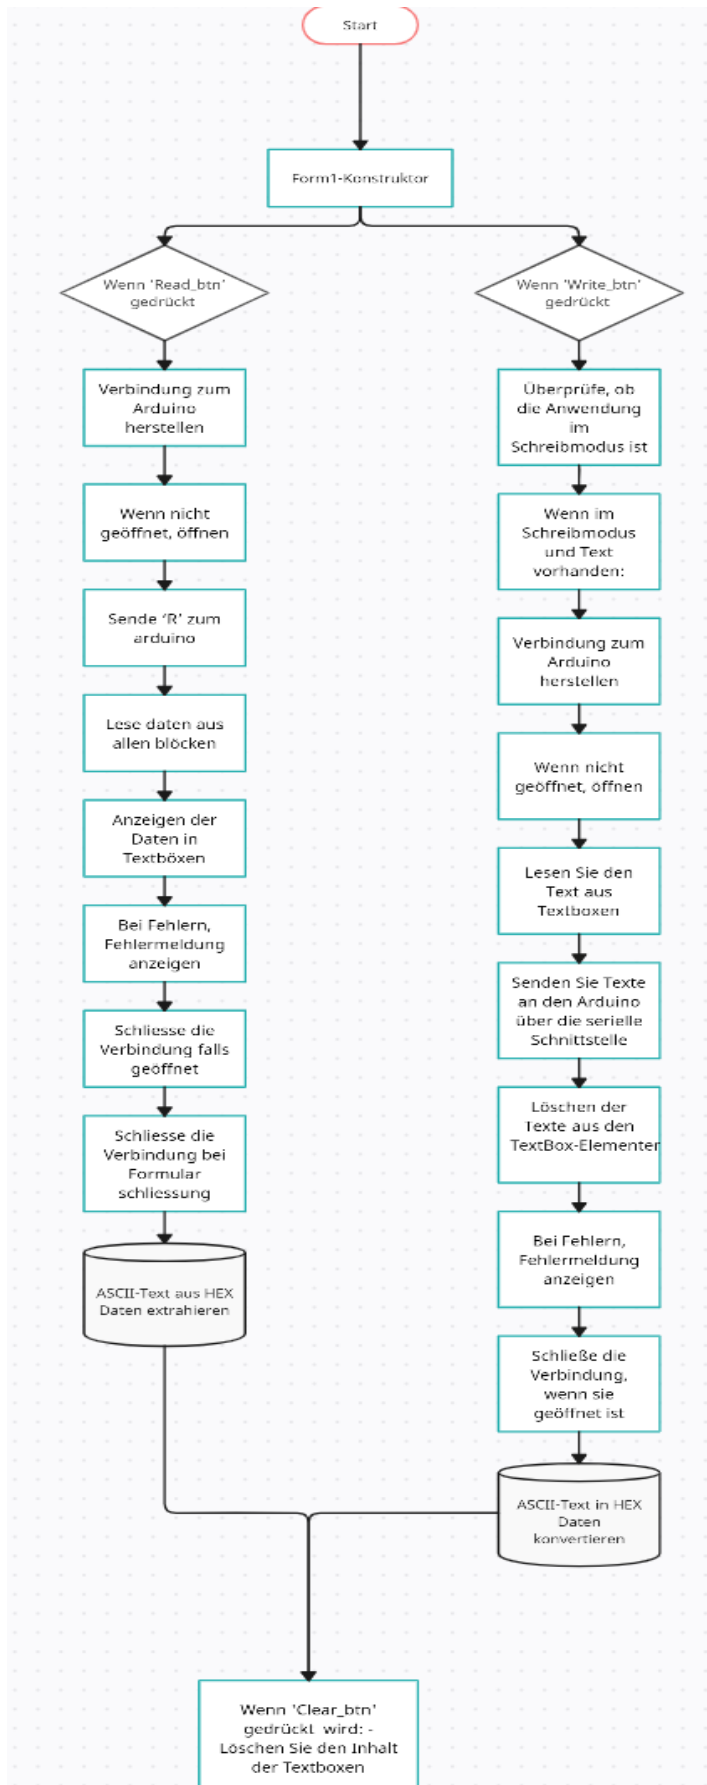 Start
Form1-Konstruktor
Wenn 'Read_btn'
gedrückt
Verbindung zum
Arduino
herstellen
Wenn nicht
geöffnet, öffnen
Sende ‘R’ zum
arduino
Lese daten aus
allen blöcken
Anzeigen der
Daten in
Textböxen
Bei Fehlern,
Fehlermeldung
anzeigen
Schliesse die
Verbindung falls
geöffnet
Schliesse die
Verbindung bei
Formular
schliessung
ASCII-Text aus HEX
Daten extrahieren
Wenn 'Write_btn'
gedrückt
Überprüfe, ob
die Anwendung
im
Schreibmodus ist
Wenn im
Schreibmodus
und Text
vorhanden:
Verbindung zum
Arduino
herstellen
Wenn nicht
geöffnet, öffnen
Lesen Sie den
Text aus
Textboxen
Senden Sie Texte
an den Arduino
über die serielle
Schnittstelle
Löschen der
Texte aus den
TextBox-Elementer
Bei Fehlern,
Fehlermeldung
anzeigen
Schließe die
Verbindung,
wenn sie
geöffnet ist
ASCII-Text in HEX
Daten
konvertieren
Wenn 'Clear_btn'
gedrückt wird: -
Löschen Sie den Inhalt
der Textboxen